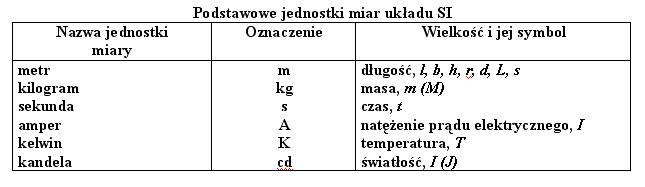 Podstawowe jednostki miar układu SI
Nazwa jednostki miary Oznaczenie Wielkość i jej symbol
metr m długość, l, b, h, r, d, L, s
kilogram kg masa, m (M)
sekunda s czas, t
amper A natężenie prądu elektrycznego, I
kelwin K temperatura, T
kandela cd światłość, I (J)